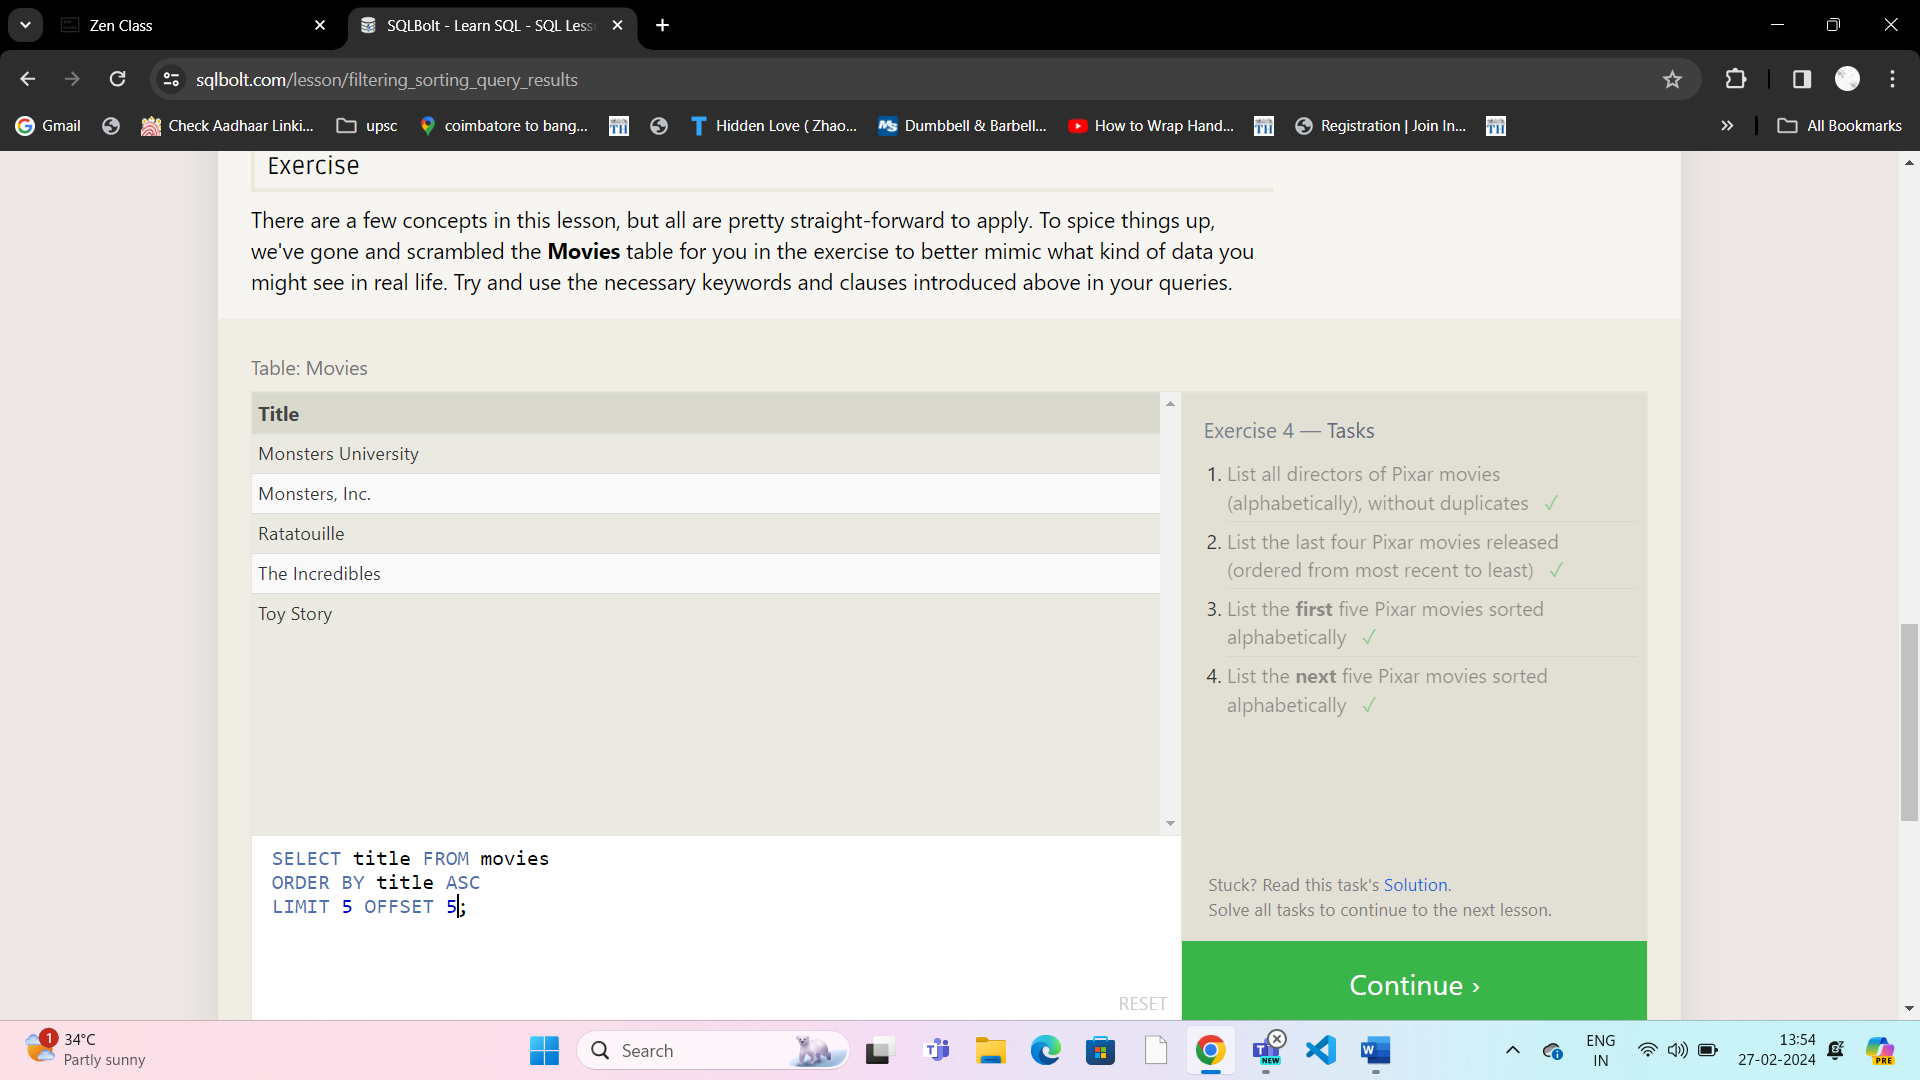 Zen Class
SQLBolt - Learn SQL - SQL Less
sqlbolt.com/lesson/filtering_sorting_query_results
Gmail
Check Aadhaar Linki...
upsc
coimbatore to bang...
TH
Hidden Love ( Zhao...
Dumbbell & Barbell...
How to Wrap Hand...
TH
Registration | Join In...
TH
All Bookmarks
Exercise
There are a few concepts in this lesson, but all are pretty straight-forward to apply. To spice things up,
we've gone and scrambled the Movies table for you in the exercise to better mimic what kind of data you
might see in real life. Try and use the necessary keywords and clauses introduced above in your queries.
Table: Movies
Title
Monsters University
Monsters, Inc.
Ratatouille
The Incredibles
Toy Story
SELECT title FROM movies
ORDER BY title ASC
LIMIT 5 OFFSET 5;
RESET
Exercise 4 — Tasks
1. List all directors of Pixar movies
(alphabetically), without duplicates ✓
2. List the last four Pixar movies released
(ordered from most recent to least) ✓
3. List the first five Pixar movies sorted
alphabetically ✓
4. List the next five Pixar movies sorted
alphabetically ✓
Stuck? Read this task's Solution.
Solve all tasks to continue to the next lesson.
Continue ›
1
34°C
Partly sunny
Search
NEW
ENG
IN
13:54
27-02-2024
PRE